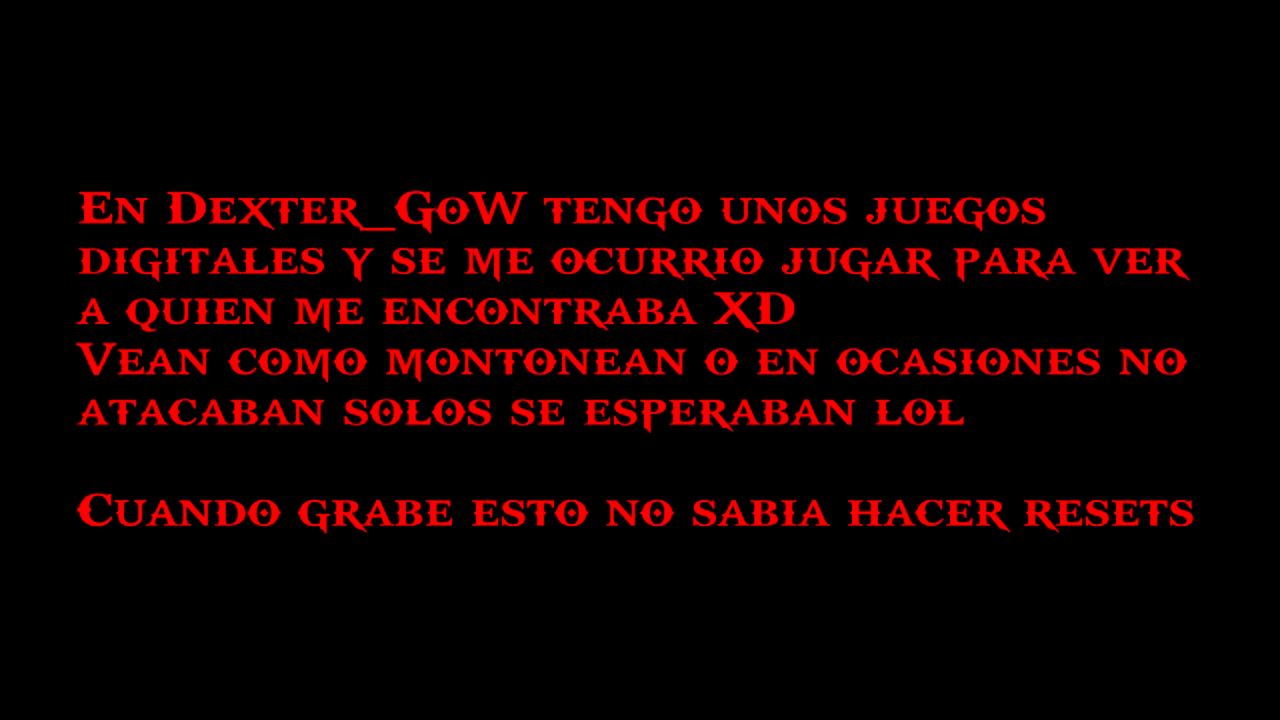 En Dexter_GoW tengo unos juegos
digitales y se me ocurrio jugar para ver
a quien me encontraba XD
Vean como montonean o en ocasiones no
atacaban solos se esperaban lol
Cuando grabe esto no sabia hacer resets